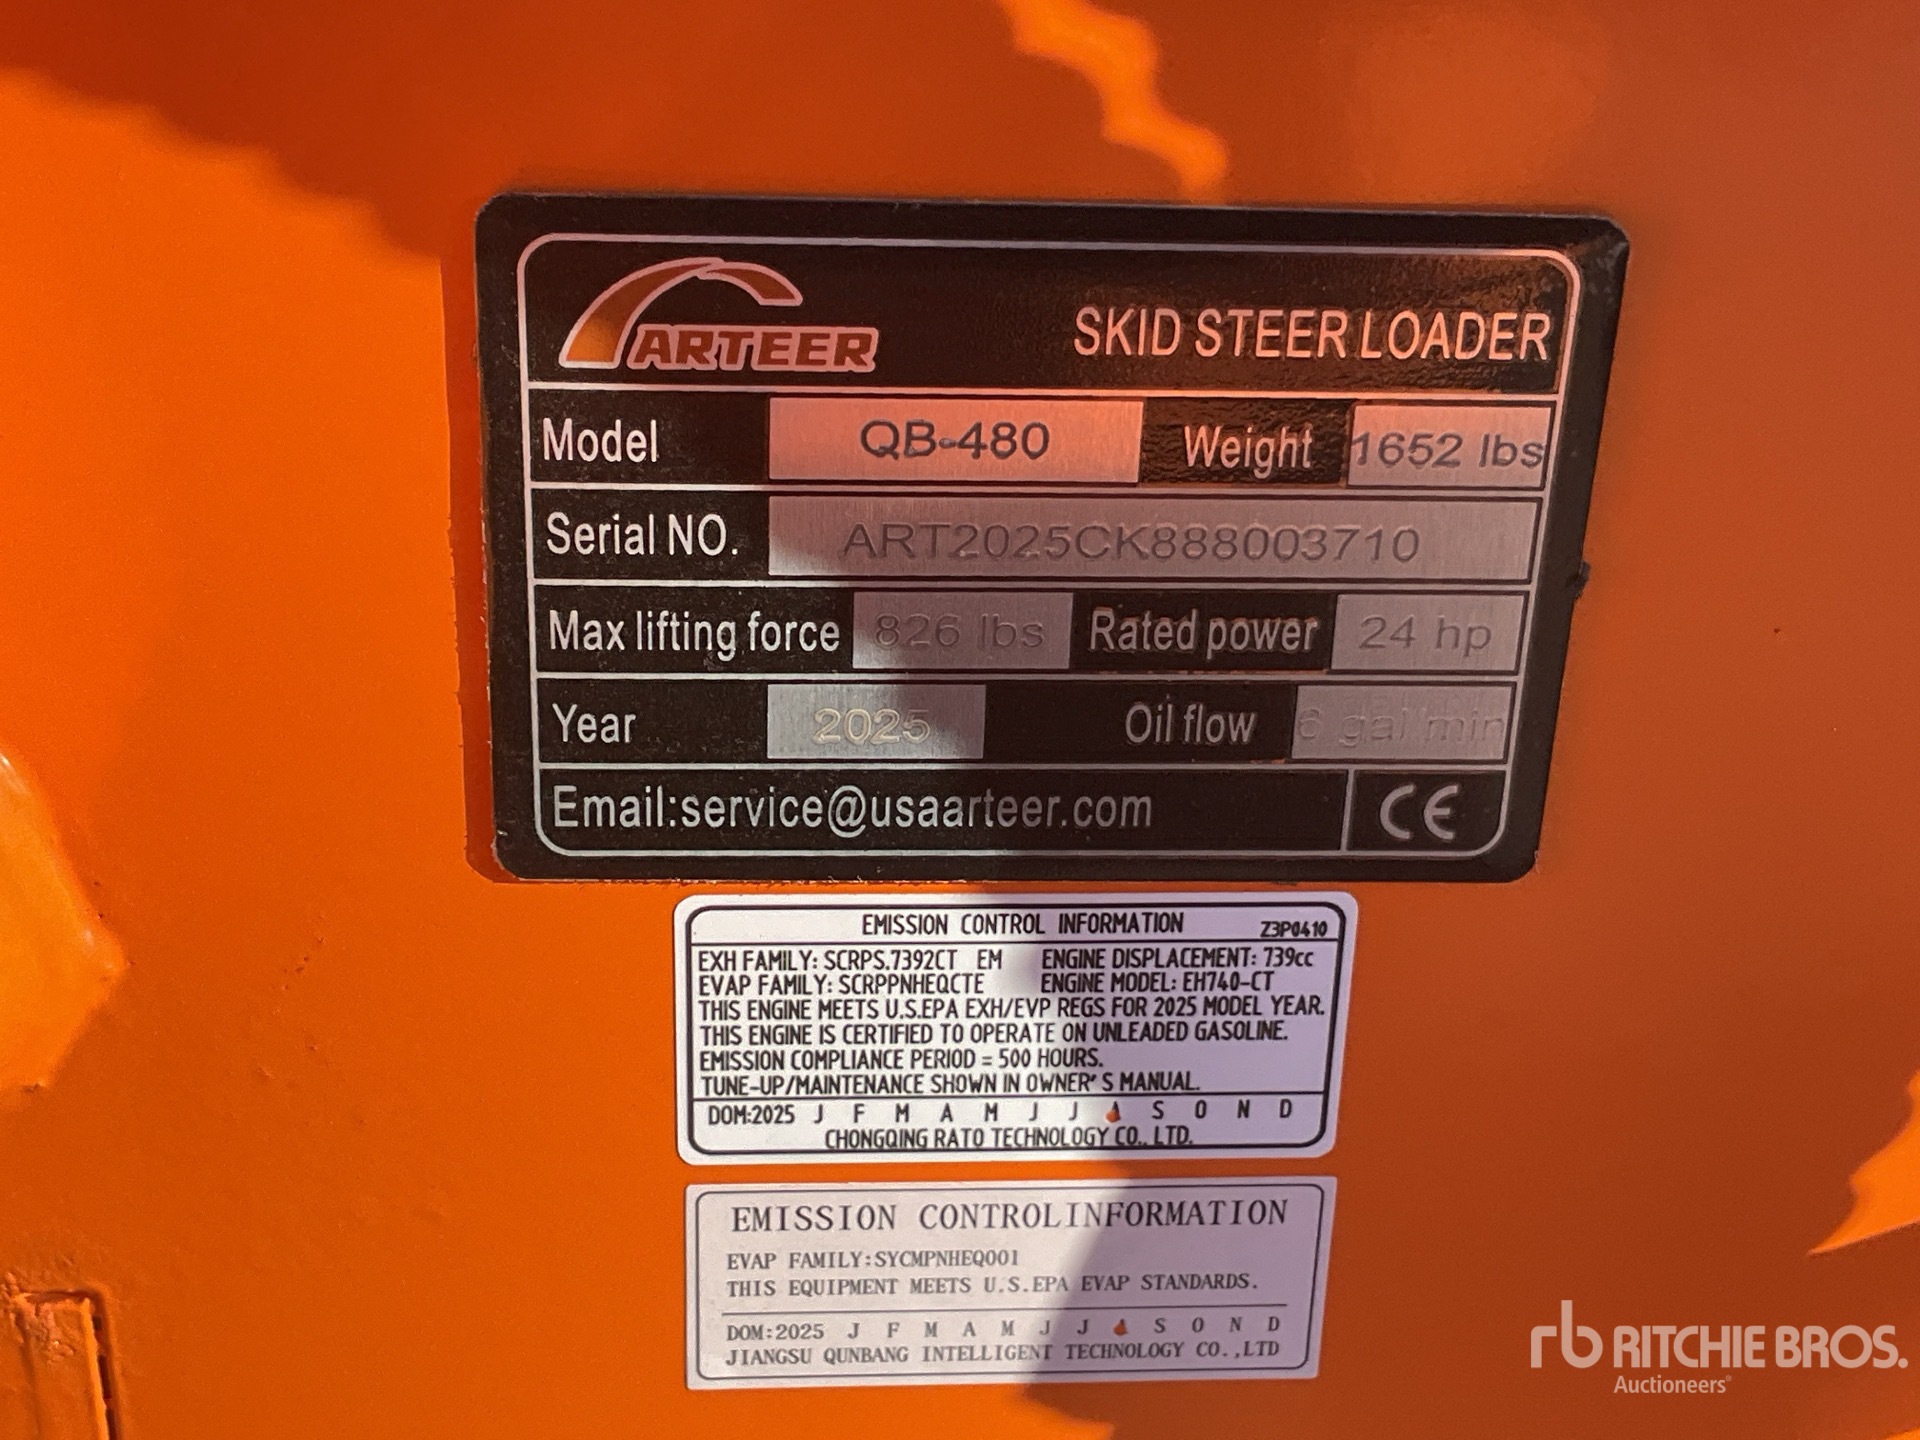 ARTEER
SKID STEER LOADER
Model QB-480 Weight 1652 lbs
Serial NO. ART2025CK888003710
Max lifting force 826 lbs Rated power 24 hp
Year 2025 Oil flow 6 gal/min
Email:service@usaarteer.com CE
EMISSION CONTROL INFORMATION Z3P0410
EXH FAMILY: SCRPS.7392CT EM ENGINE DISPLACEMENT: 739cc
EVAP FAMILY: SCRPPNHEQCTE ENGINE MODEL: EH740-CT
THIS ENGINE MEETS U.S.EPA EXH/EVP REGS FOR 2025 MODEL YEAR.
THIS ENGINE IS CERTIFIED TO OPERATE ON UNLEADED GASOLINE.
EMISSION COMPLIANCE PERIOD = 500 HOURS.
TUNE-UP/MAINTENANCE SHOWN IN OWNER'S MANUAL.
DOM:2025 J F M A M J J A S O N D
CHONGQING RATO TECHNOLOGY CO., LTD.
EMISSION CONTROLINFORMATION
EVAP FAMILY:SYCMPNHEQ001
THIS EQUIPMENT MEETS U.S.EPA EVAP STANDARDS.
DOM:2025 J F M A M J J S O N D
JIANGSU QUNBANG INTELLIGENT TECHNOLOGY CO.,LTD
rb RITCHIE BROS.
Auctioneers